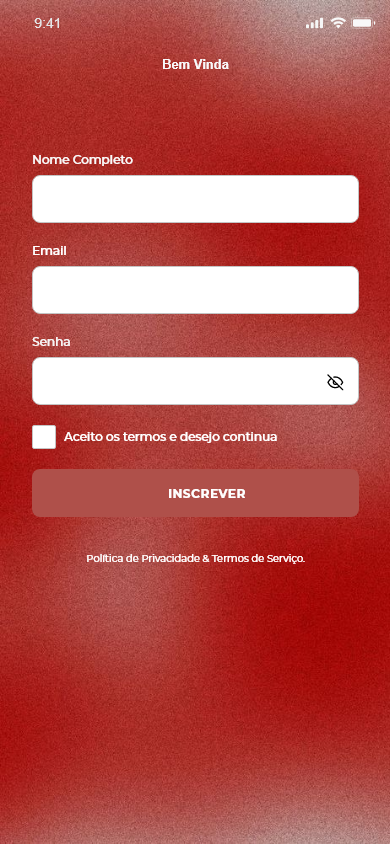 9:41
Bem Vinda
Nome Completo
Email
Senha
Aceito os termos e desejo continua
INSCREVER
Política de Privacidade & Termos de Serviço.